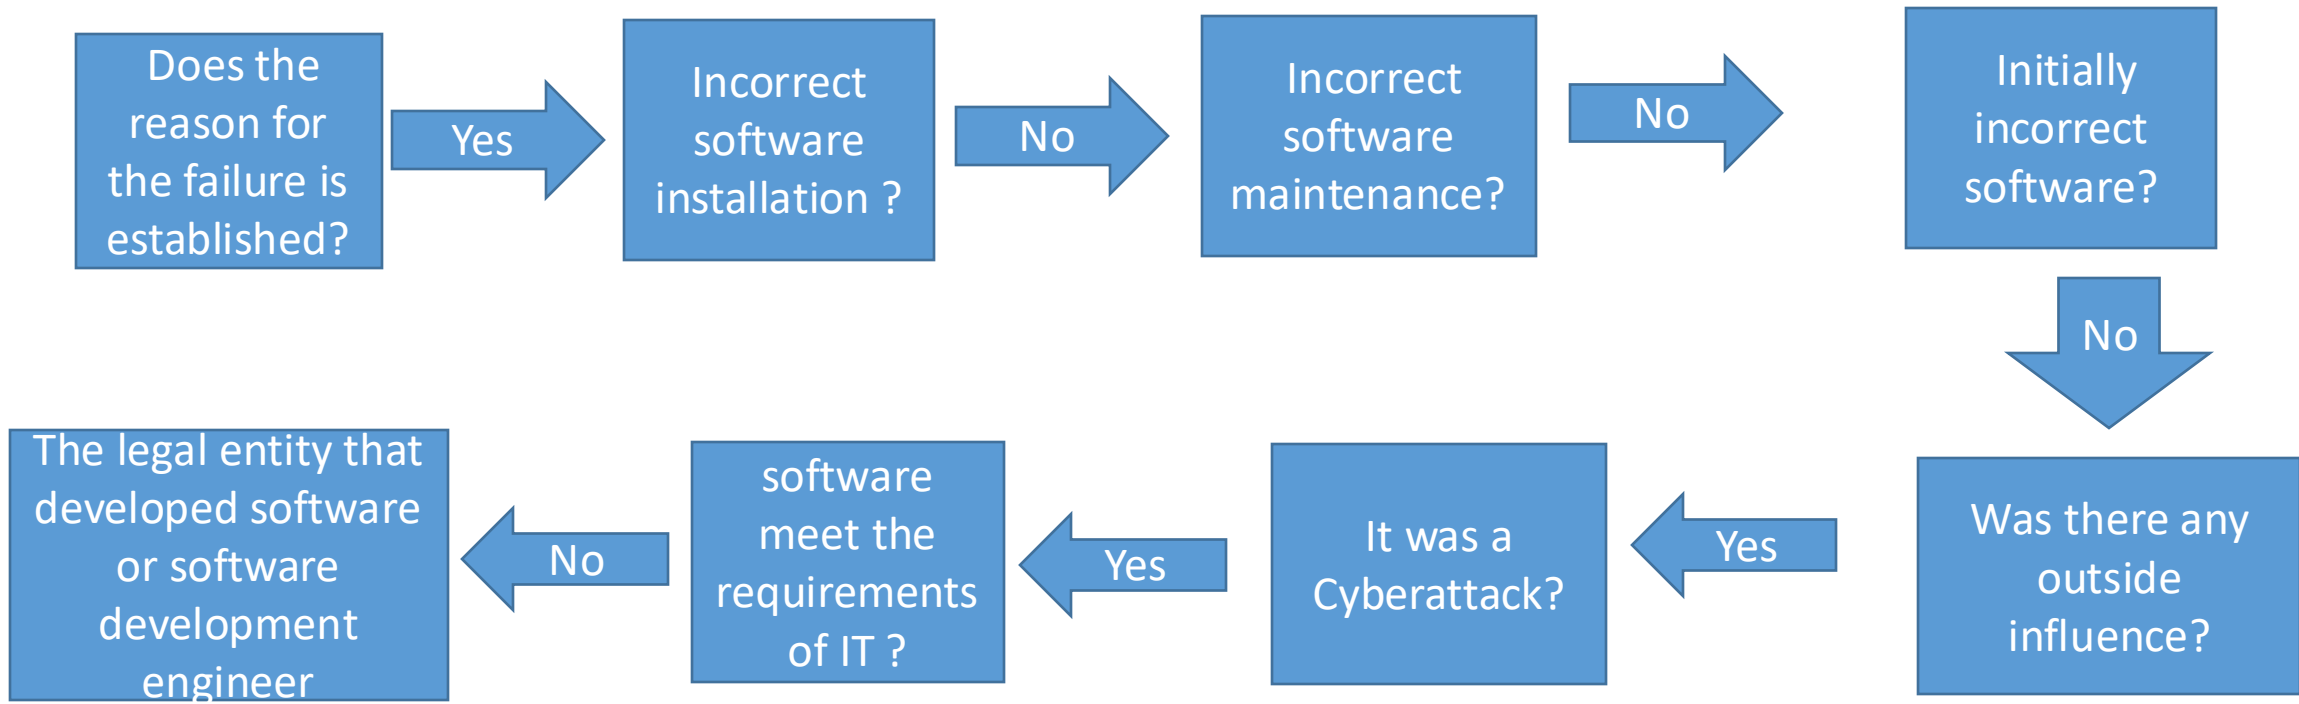 Does the
reason for
the failure is
established?
Yes
Incorrect
software
installation ?
No
Incorrect
software
maintenance?
No
Initially
incorrect
software?
No
Was there any
outside
influence?
Yes
It was a
Cyberattack?
Yes
software
meet the
requirements
of IT ?
No
The legal entity that
developed software
or software
development
engineer